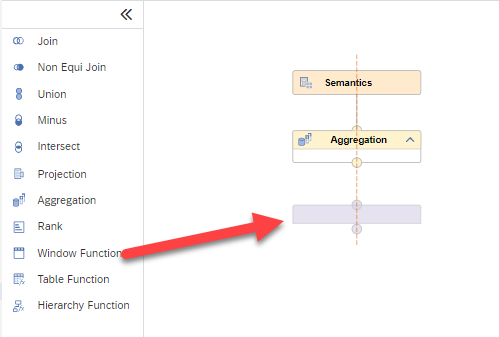 Join
Non Equi Join
Union
Minus
Intersect
Projection
Aggregation
Rank
Window Function
Table Function
Hierarchy Function
Semantics
Aggregation